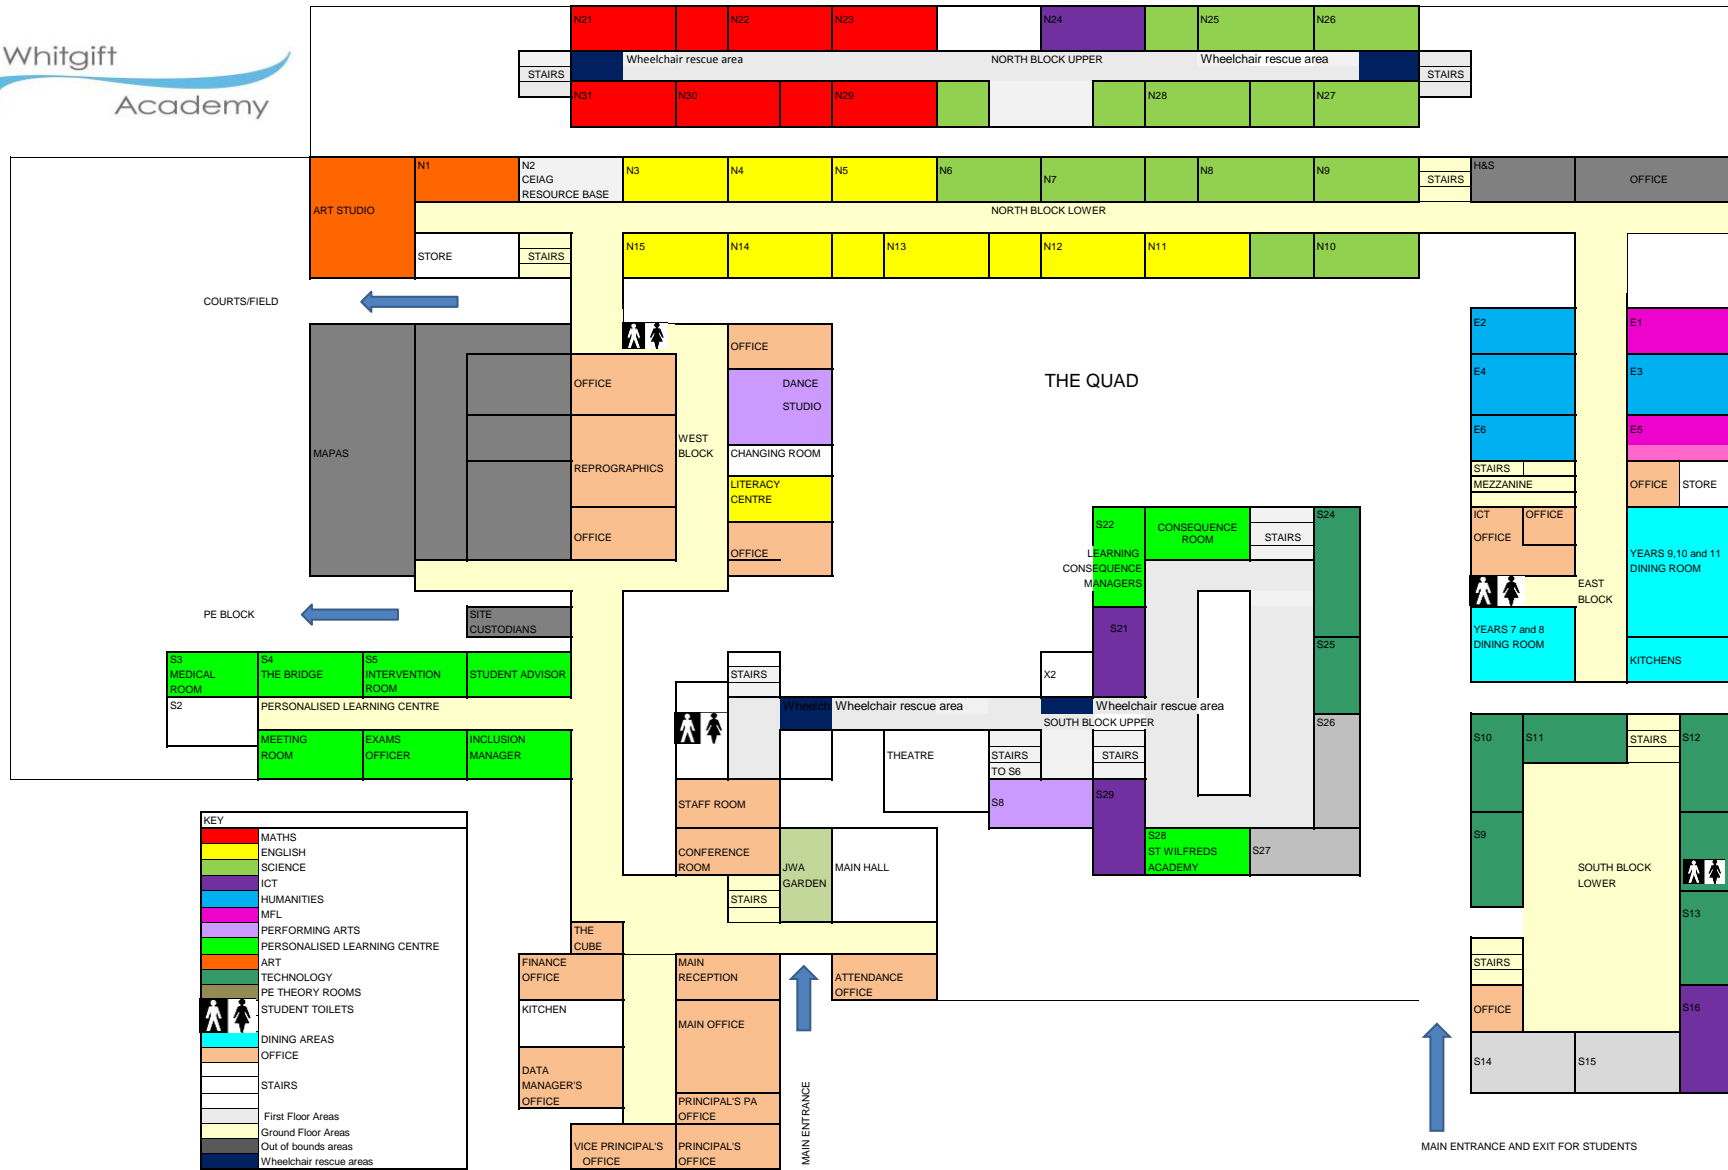 Whitgift
Academy
N21
N22
N23
N24
N25
N26
STAIRS
Wheelchair rescue area
NORTH BLOCK UPPER
Wheelchair rescue area
STAIRS
N31
N30
N29
N28
N27
ART STUDIO
N1
N2
CEIAG
RESOURCE BASE
N3
N4
N5
N6
N7
N8
N9
STAIRS
H&S
OFFICE
NORTH BLOCK LOWER
STORE
STAIRS
N15
N14
N13
N12
N11
N10
COURTS/FIELD
MAPAS
OFFICE
REPROGRAPHICS
OFFICE
WEST
BLOCK
OFFICE
DANCE
STUDIO
CHANGING ROOM
LITERACY
CENTRE
OFFICE
THE QUAD
E2
E1
E4
E3
E6
E5
STAIRS
MEZZANINE
OFFICE
STORE
ICT
OFFICE
OFFICE
YEARS 9,10 and 11
DINING ROOM
EAST
BLOCK
YEARS 7 and 8
DINING ROOM
KITCHENS
S22
LEARNING
CONSEQUENCE
MANAGERS
CONSEQUENCE
ROOM
STAIRS
S24
S21
S25
S26
PE BLOCK
SITE
CUSTODIANS
S3
MEDICAL
ROOM
S4
THE BRIDGE
S5
INTERVENTION
ROOM
STUDENT ADVISOR
S2
PERSONALISED LEARNING CENTRE
MEETING
ROOM
EXAMS
OFFICER
INCLUSION
MANAGER
STAIRS
X2
Wheelch
Wheelchair rescue area
Wheelchair rescue area
SOUTH BLOCK UPPER
THEATRE
STAIRS
TO S6
STAIRS
S8
S29
S28
ST WILFREDS
ACADEMY
S27
STAFF ROOM
CONFERENCE
ROOM
JWA
GARDEN
MAIN HALL
STAIRS
THE
CUBE
FINANCE
OFFICE
MAIN
RECEPTION
ATTENDANCE
OFFICE
KITCHEN
MAIN OFFICE
DATA
MANAGER'S
OFFICE
PRINCIPAL'S PA
OFFICE
VICE PRINCIPAL'S
OFFICE
PRINCIPAL'S
OFFICE
MAIN ENTRANCE
S10
S11
STAIRS
S12
S9
SOUTH BLOCK
LOWER
S13
STAIRS
OFFICE
S16
S14
S15
MAIN ENTRANCE AND EXIT FOR STUDENTS
KEY
MATHS
ENGLISH
SCIENCE
ICT
HUMANITIES
MFL
PERFORMING ARTS
PERSONALISED LEARNING CENTRE
ART
TECHNOLOGY
PE THEORY ROOMS
STUDENT TOILETS
DINING AREAS
OFFICE
STAIRS
First Floor Areas
Ground Floor Areas
Out of bounds areas
Wheelchair rescue areas